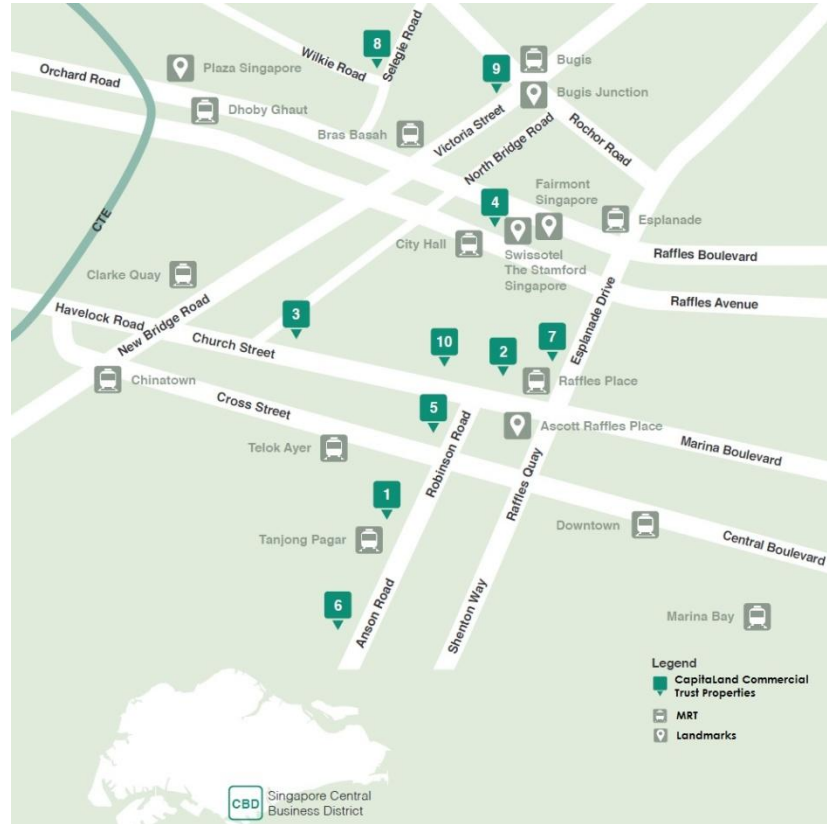 8
Wilkie Road
Selegie Road
Plaza Singapore
Orchard Road
9
Bugis
Bugis Junction
Dhoby Ghaut
Bras Basah
Victoria Street
North Bridge Road
Rochor Road
Fairmont
Singapore
4
Esplanade
CTE
City Hall
Swissotel
The Stamford
Singapore
Raffles Boulevard
Raffles Avenue
Clarke Quay
Esplanade Drive
Havelock Road
New Bridge Road
3
Church Street
10
2
7
Raffles Place
Chinatown
Cross Street
5
Ascott Raffles Place
Marina Boulevard
Telok Ayer
Robinson Road
Raffles Quay
1
Tanjong Pagar
Downtown
Central Boulevard
6
Anson Road
Shenton Way
Marina Bay
Legend
CapitaLand Commercial
Trust Properties
MRT
Landmarks
CBD
Singapore Central
Business District